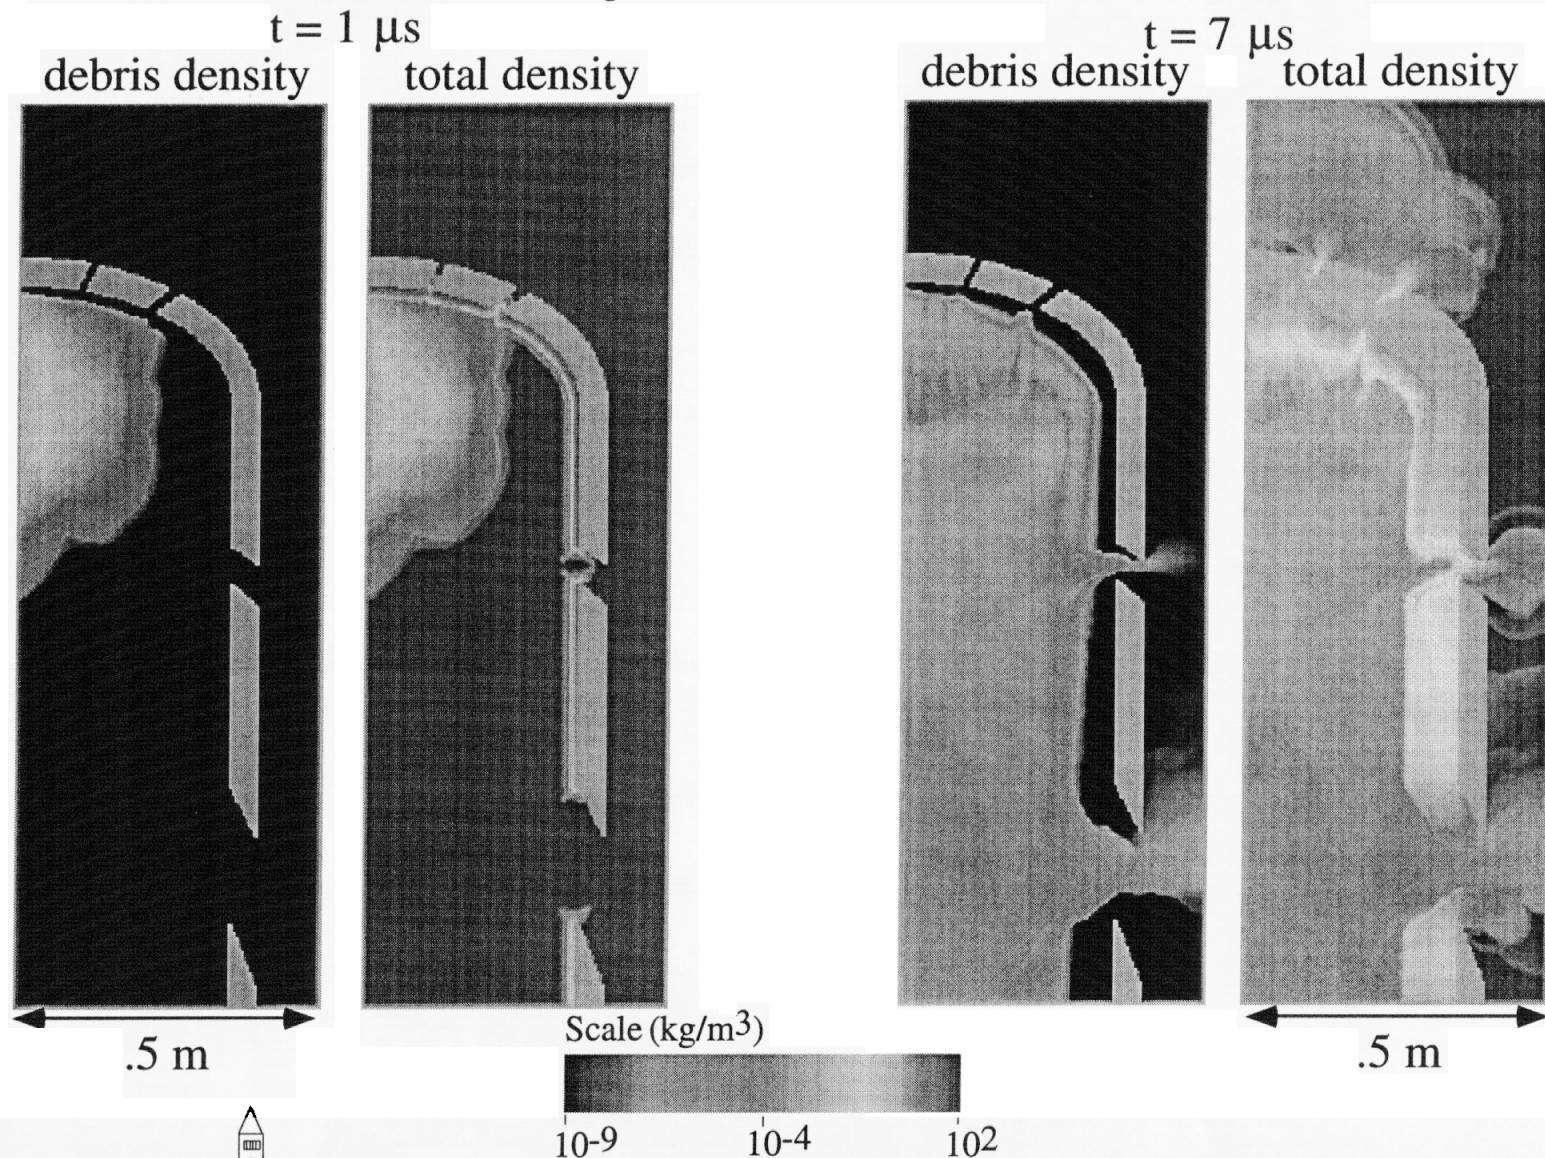 t = 1 μs
debris density
total density
t = 7 μs
debris density
total density
.5 m
.5 m
Scale (kg/m3)
10-9
10-4
102